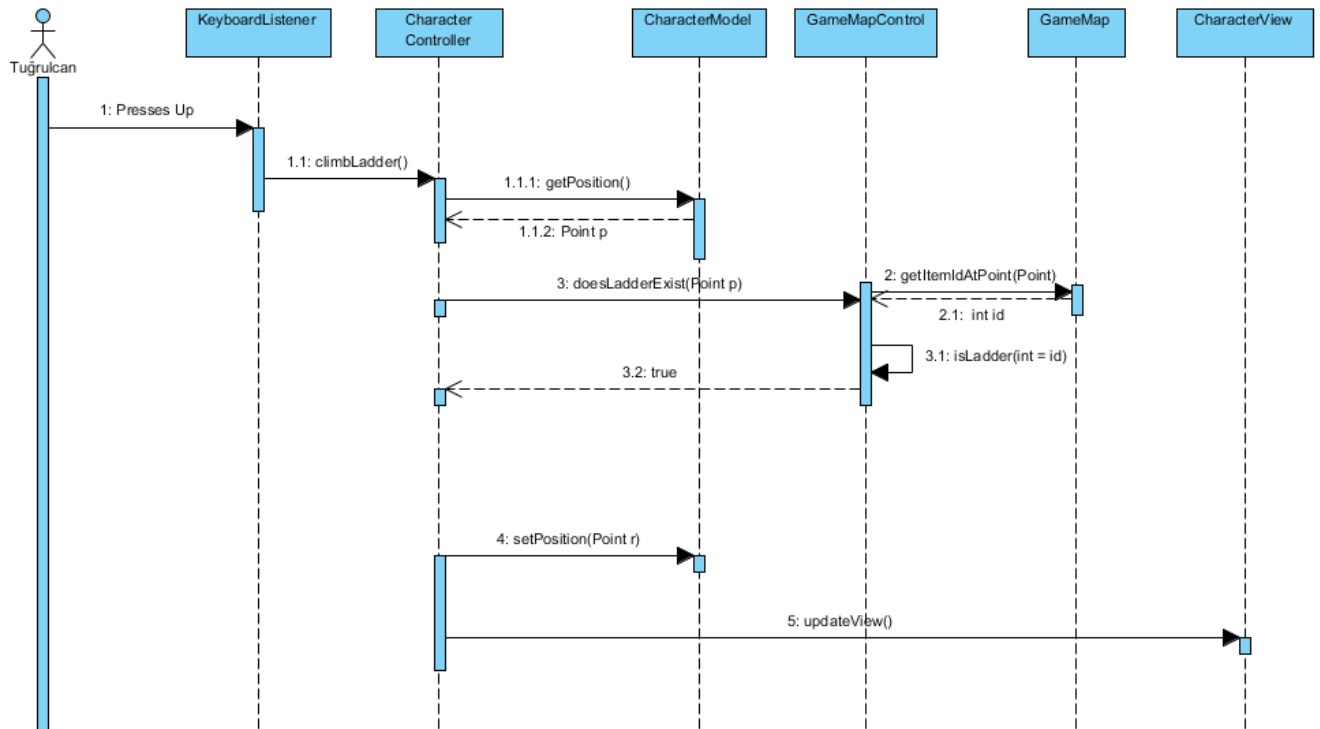 KeyboardListener
Character
Controller
CharacterModel
GameMapControl
GameMap
CharacterView
Tuğrulcan
1: Presses Up
1.1: climbLadder()
1.1.1: getPosition()
1.1.2: Point p
3: doesLadderExist(Point p)
2: getItemIdAtPoint(Point)
2.1: int id
3.1: isLadder(int = id)
3.2: true
4: setPosition(Point r)
5: updateView()